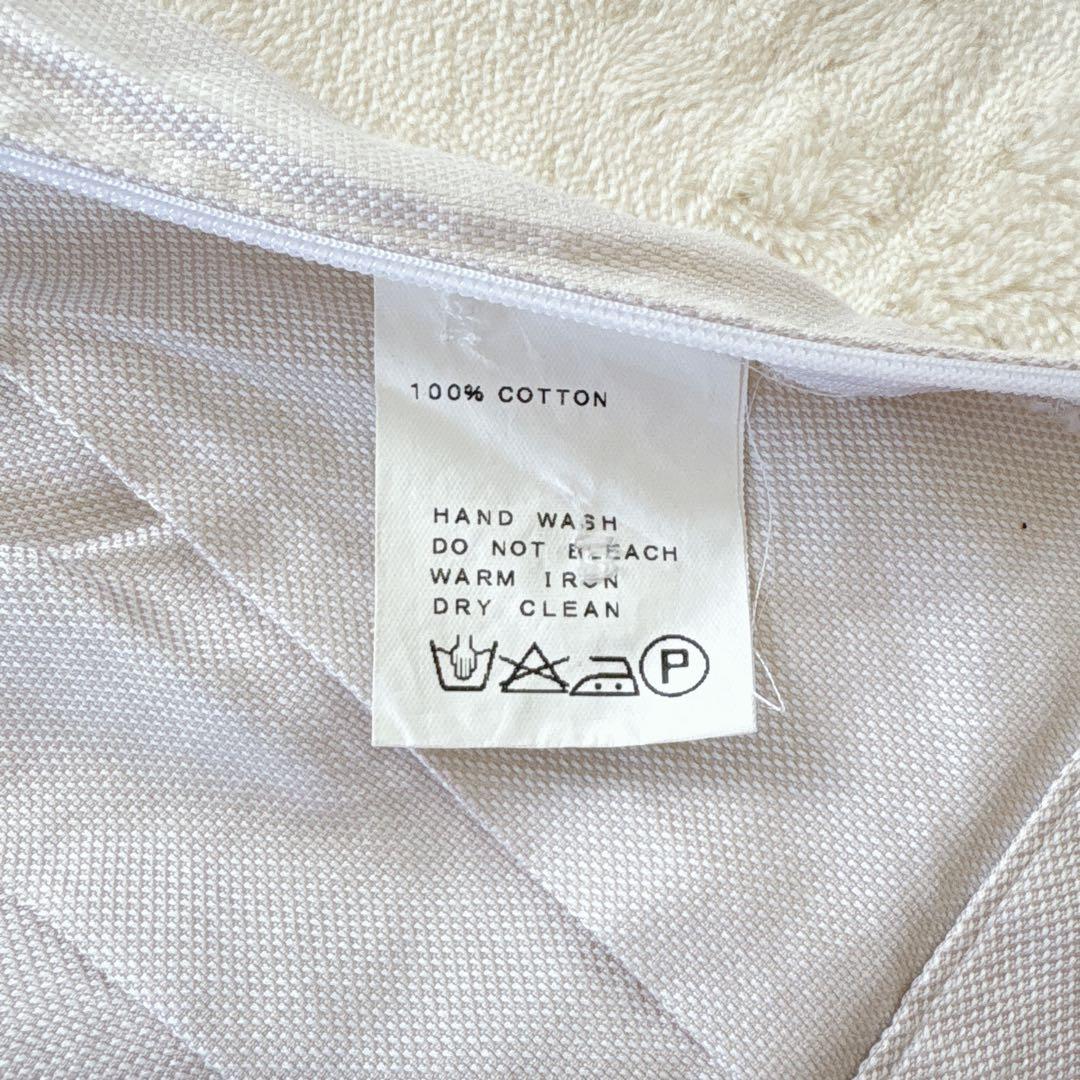 100% COTTON
HAND WASH
DO NOT BLEACH
WARM IRON
DRY CLEAN
P